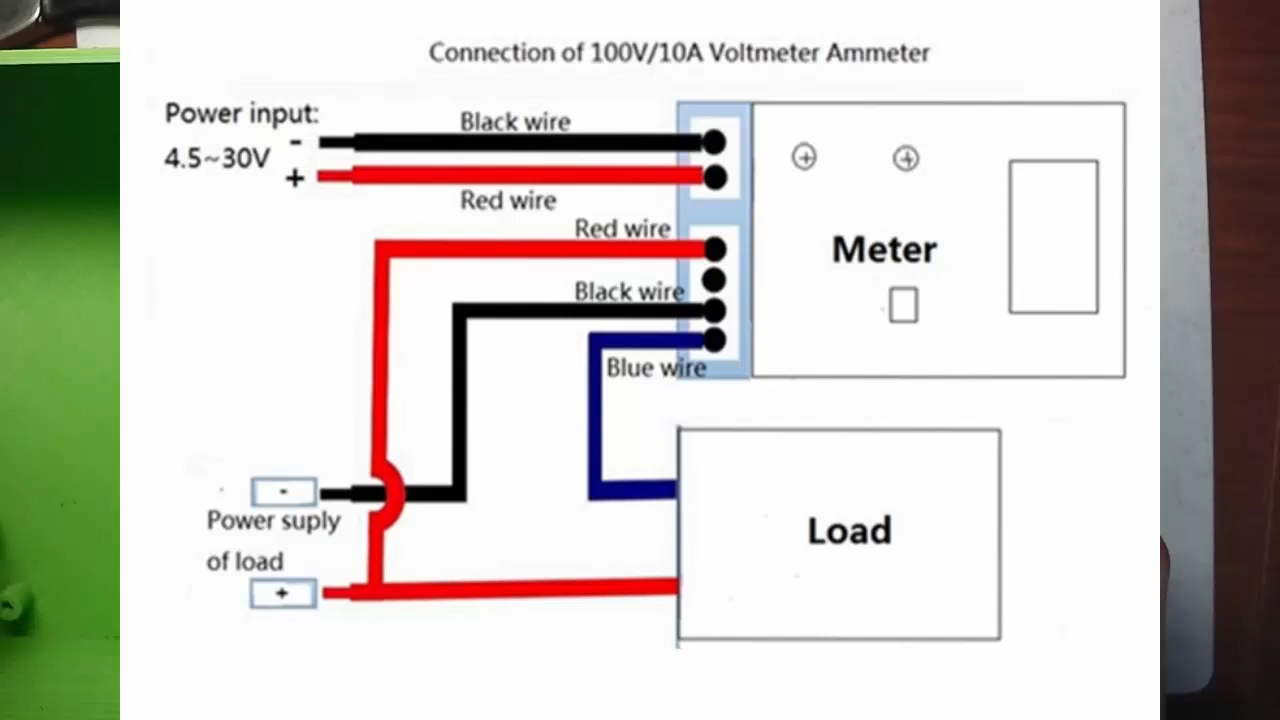 Connection of 100V/10A Voltmeter Ammeter
Power input:
Black wire
-
4.5~30V
+
Red wire
Red wire
Meter
Black wire
Blue wire
-
Power suply
of load
Load
+